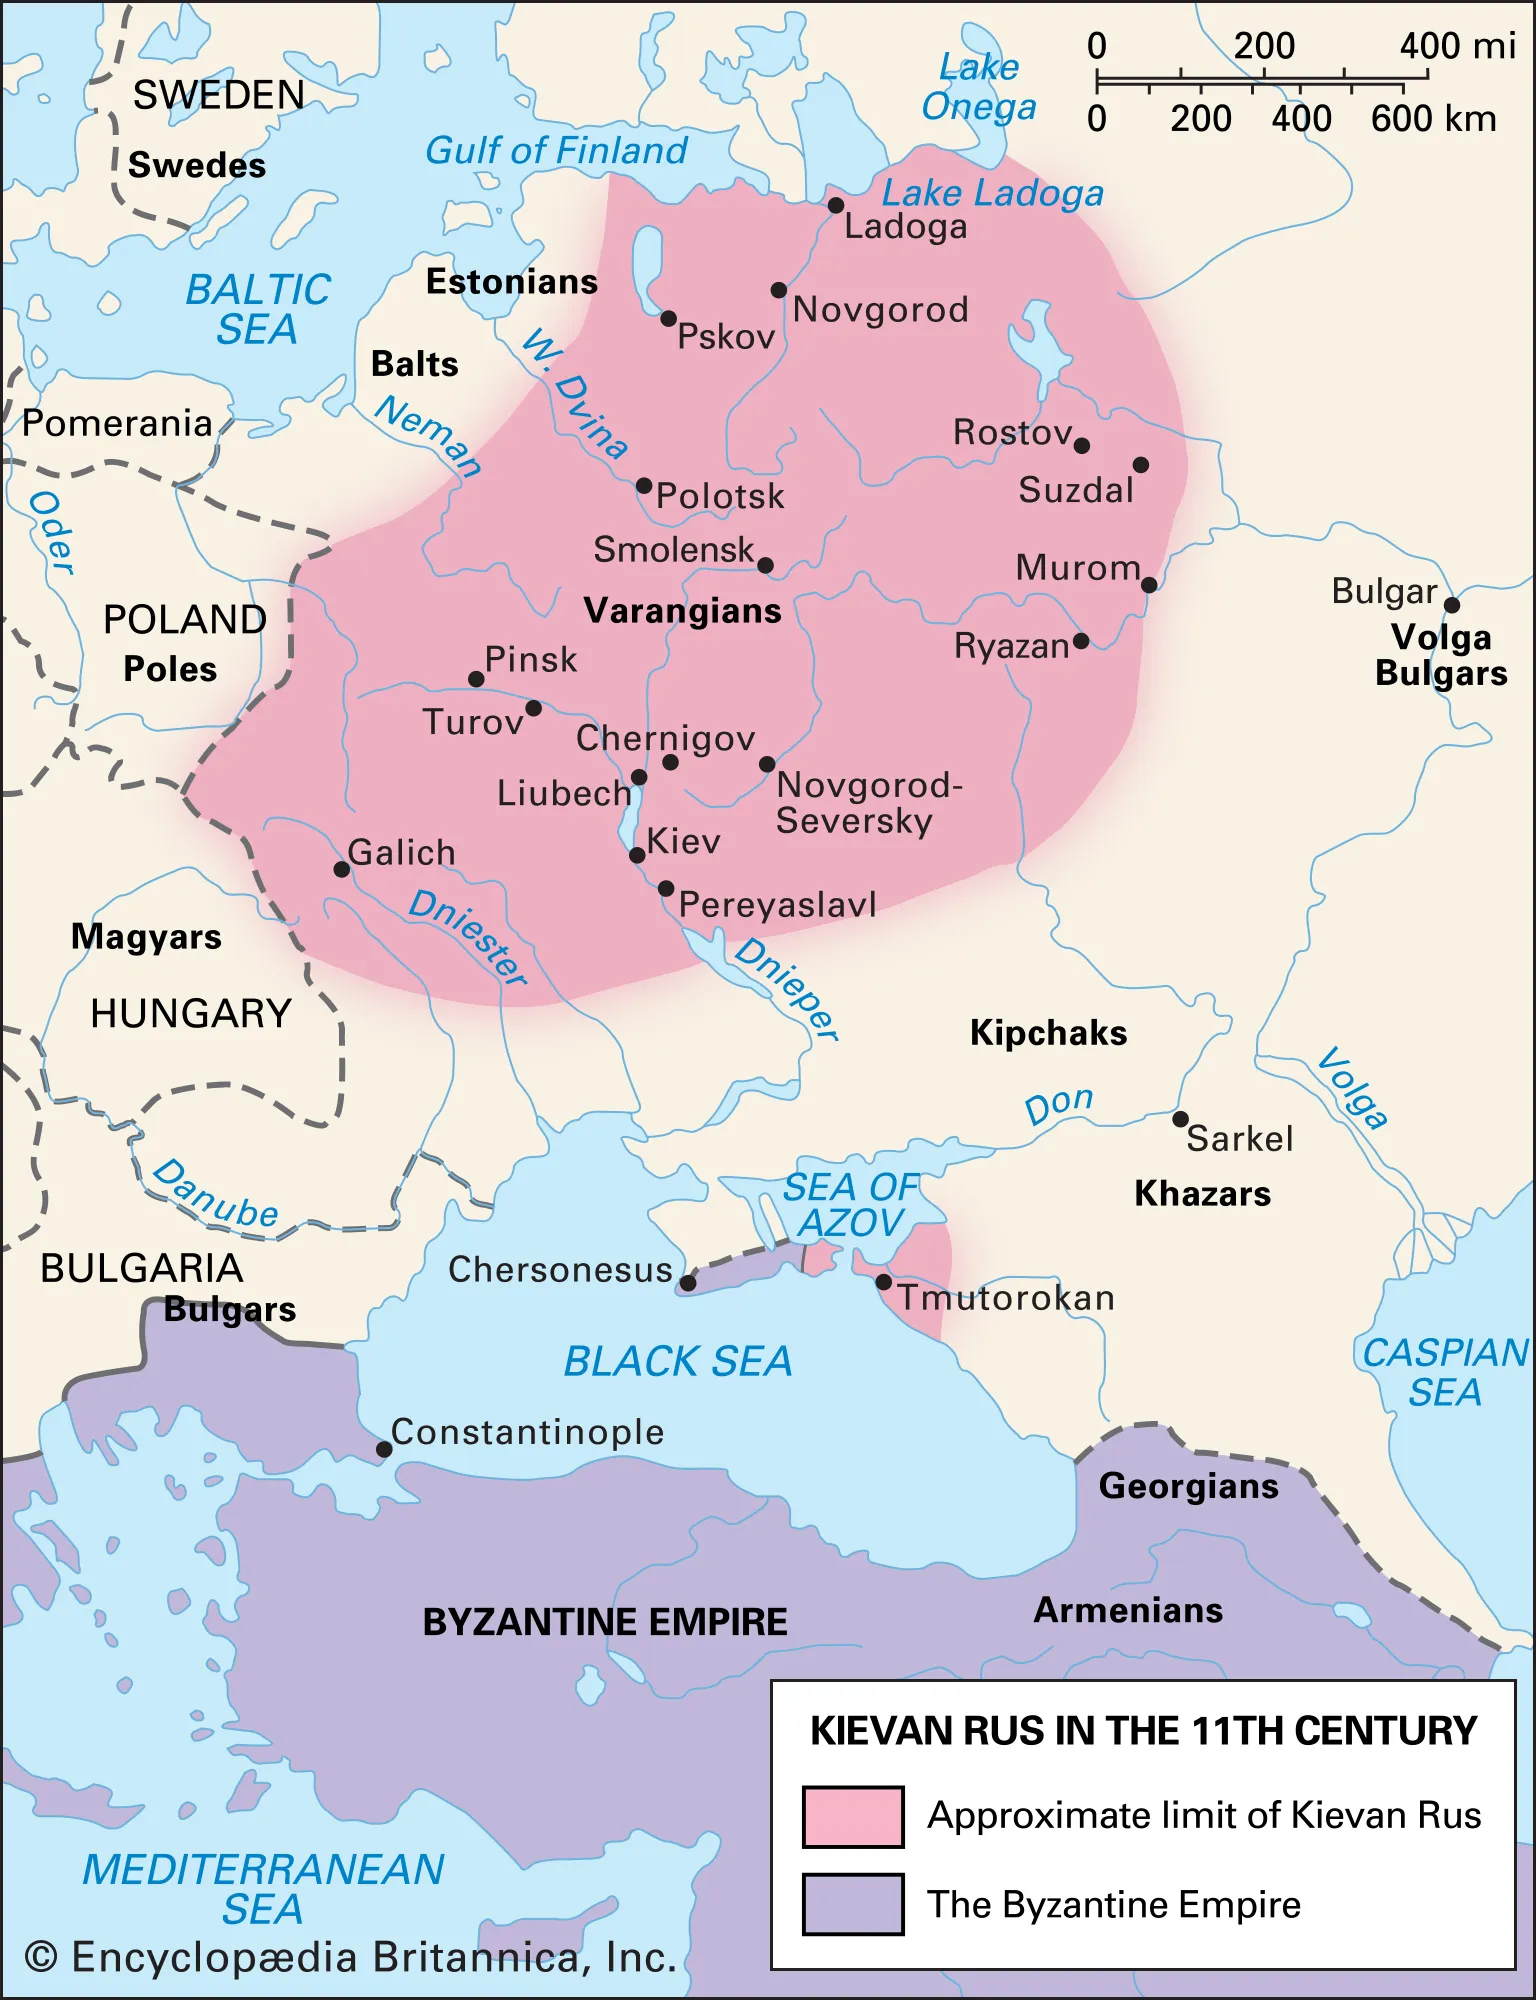 0 200 400 mi
0 200 400 600 km
Lake
Onega
SWEDEN
Swedes
Gulf of Finland
Lake Ladoga
Ladoga
BALTIC
SEA
Estonians
Novgorod
Pskov
Balts
W. Dvina
Neman
Pomerania
Rostov
Suzdal
Oder
Polotsk
Smolensk
Murom
Bulgar
Volga
Bulgars
Varangians
POLAND
Poles
Ryazan
Pinsk
Turov
Chernigov
Liubech
Novgorod-
Seversky
Kiev
Galich
Pereyaslavl
Dniester
Dnieper
Magyars
HUNGARY
Kipchaks
Don
Volga
Sarkel
Khazars
Danube
SEA OF
AZOV
BULGARIA
Bulgars
Chersonesus
Tmutorokan
BLACK SEA
CASPIAN
SEA
Constantinople
Georgians
Armenians
BYZANTINE EMPIRE
KIEVAN RUS IN THE 11TH CENTURY
Approximate limit of Kievan Rus
The Byzantine Empire
MEDITERRANEAN
SEA
© Encyclopædia Britannica, Inc.